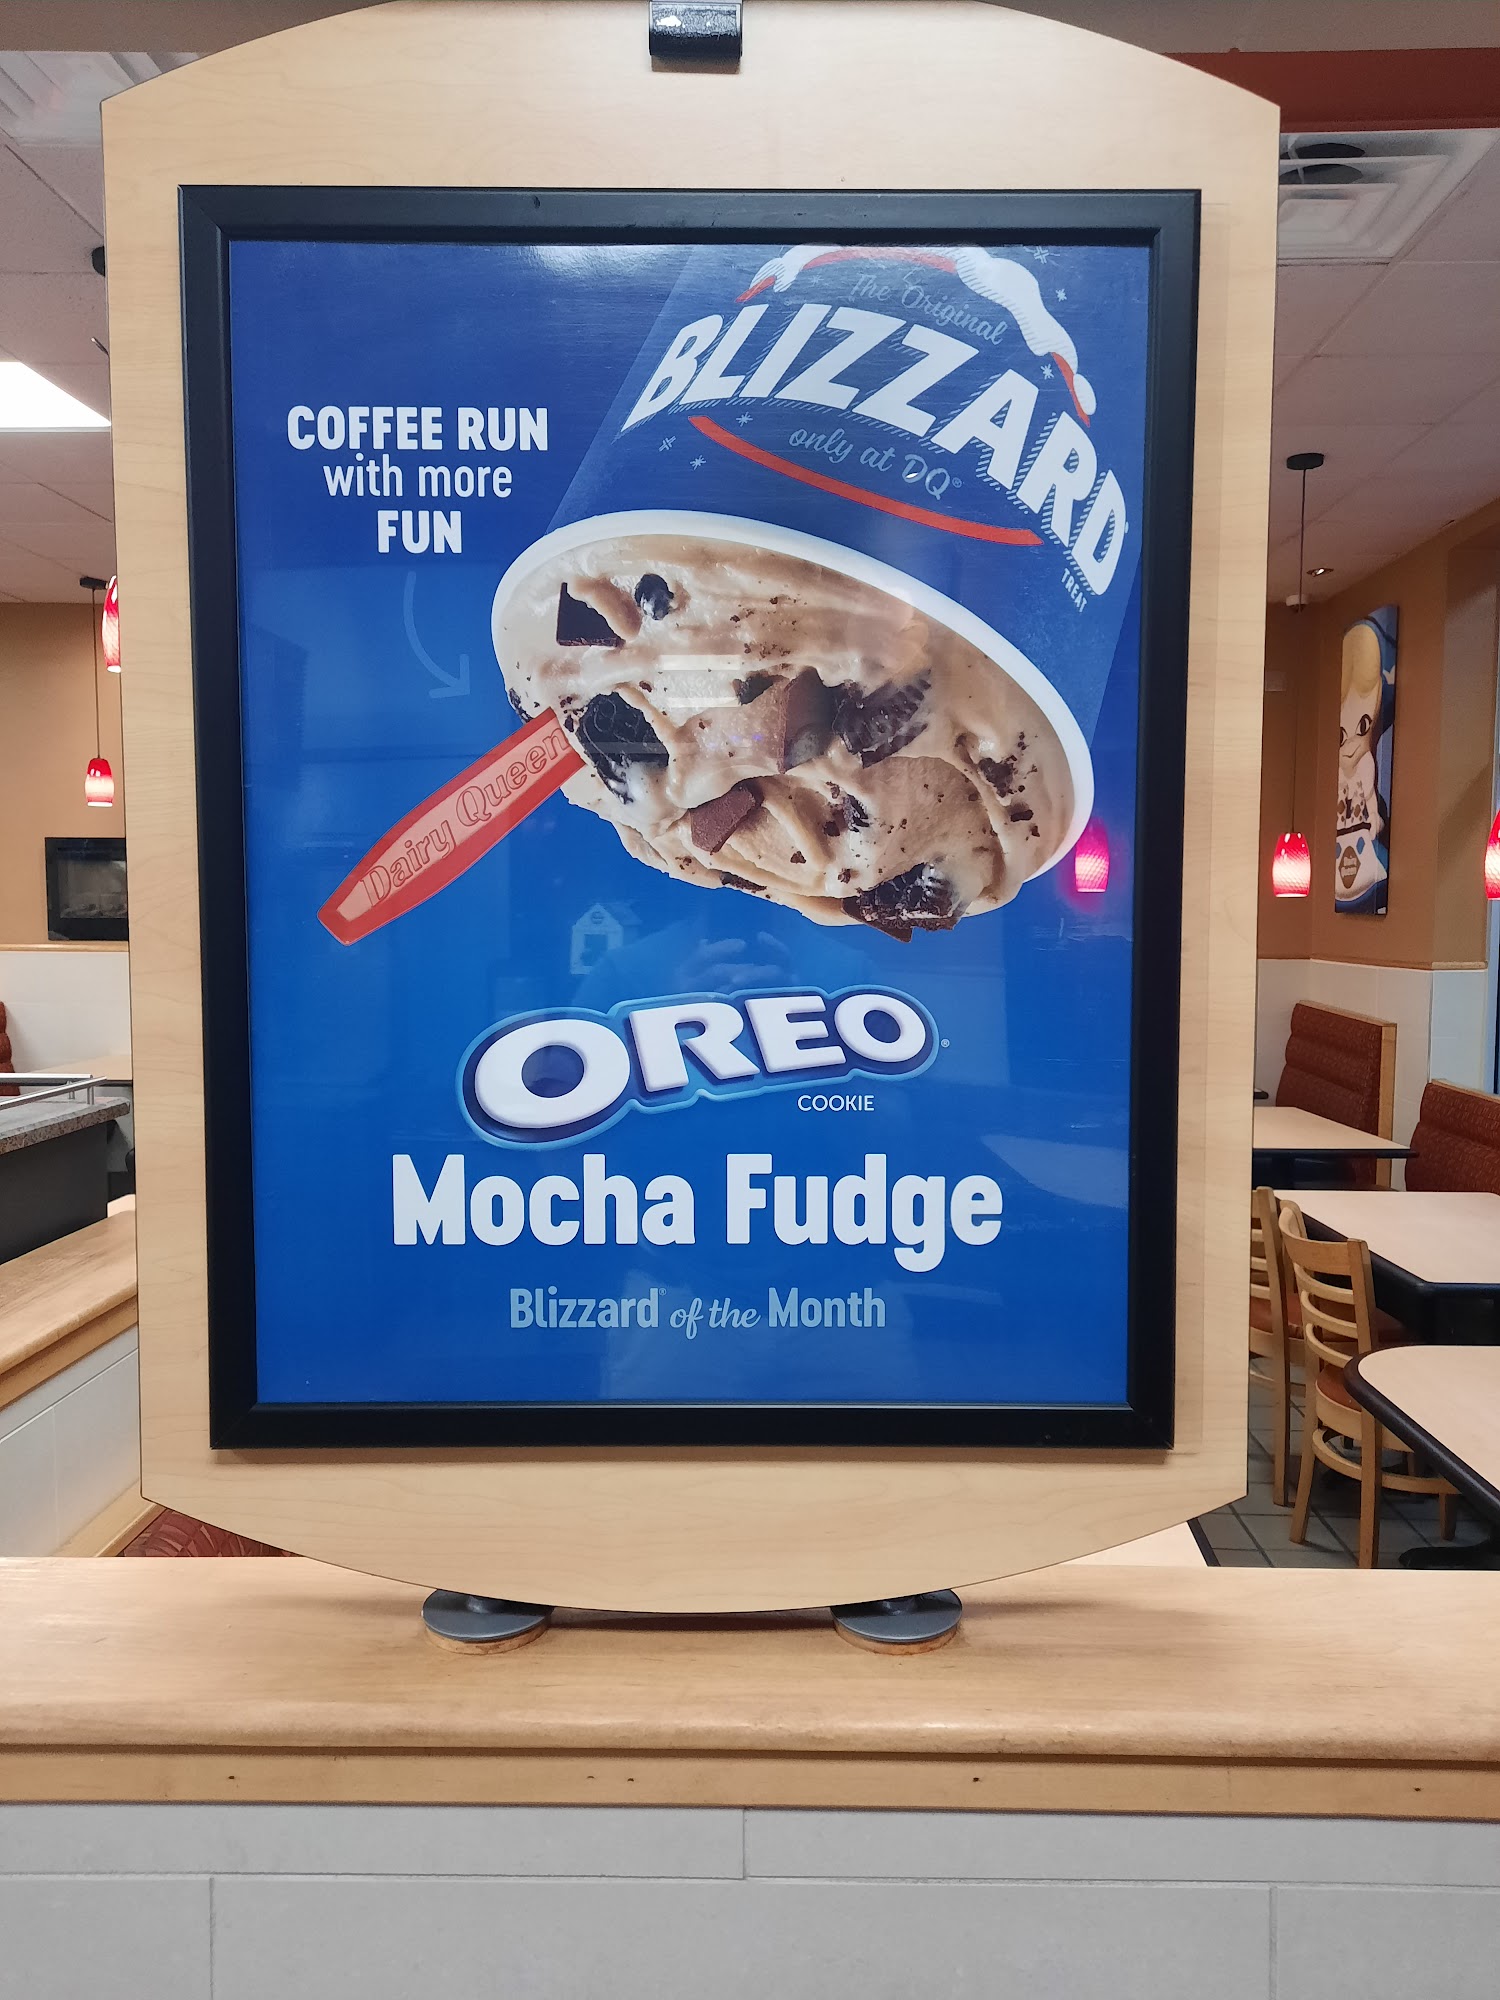 The Original
BLIZZARD®
only at DQ®
TREAT
COFFEE RUN
with more
FUN
Dairy Queen
OREO®
COOKIE
Mocha Fudge
Blizzard® of the Month